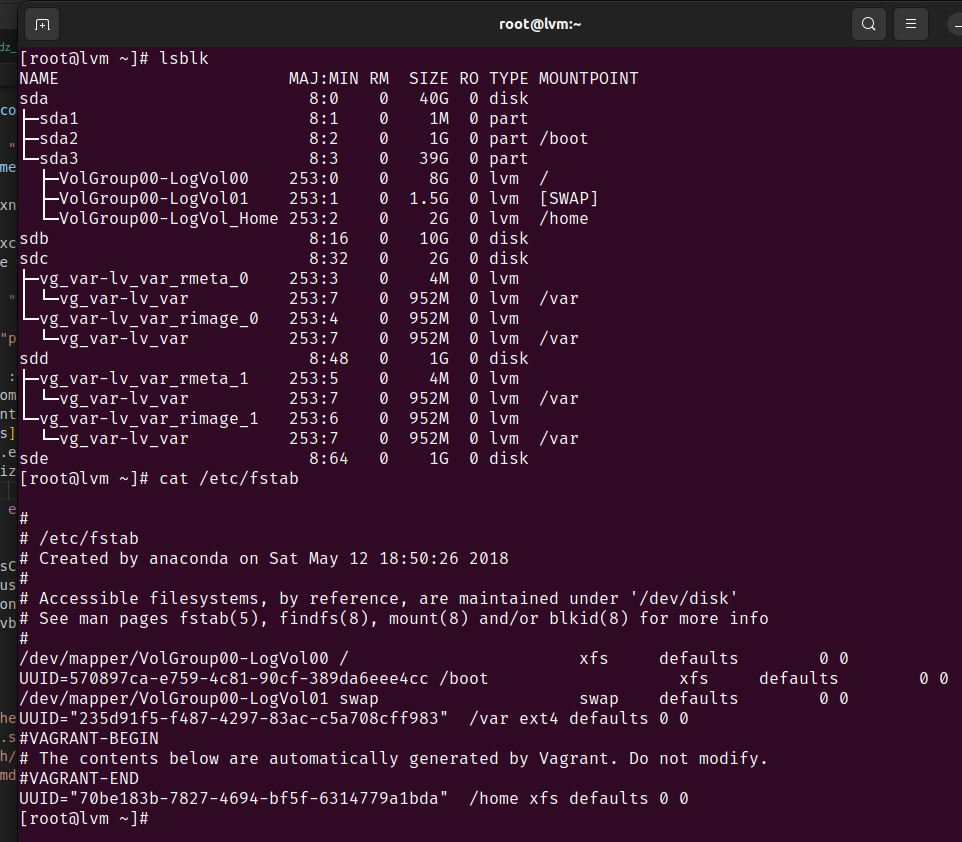 root@lvm:~
[root@lvm ~]# lsblk
NAME                       MAJ:MIN RM  SIZE RO TYPE MOUNTPOINT
sda                          8:0    0   40G  0 disk
├─sda1                       8:1    0    1M  0 part
├─sda2                       8:2    0    1G  0 part /boot
└─sda3                       8:3    0   39G  0 part
  ├─VolGroup00-LogVol00    253:0    0    8G  0 lvm  /
  ├─VolGroup00-LogVol01    253:1    0  1.5G  0 lvm  [SWAP]
  └─VolGroup00-LogVol_Home 253:2    0    2G  0 lvm  /home
sdb                          8:16   0   10G  0 disk
sdc                          8:32   0    2G  0 disk
├─vg_var-lv_var_rmeta_0    253:3    0    4M  0 lvm
│ └─vg_var-lv_var          253:7    0  952M  0 lvm  /var
└─vg_var-lv_var_rimage_0   253:4    0  952M  0 lvm
  └─vg_var-lv_var          253:7    0  952M  0 lvm  /var
sdd                          8:48   0    1G  0 disk
├─vg_var-lv_var_rmeta_1    253:5    0    4M  0 lvm
│ └─vg_var-lv_var          253:7    0  952M  0 lvm  /var
└─vg_var-lv_var_rimage_1   253:6    0  952M  0 lvm
  └─vg_var-lv_var          253:7    0  952M  0 lvm  /var
sde                          8:64   0    1G  0 disk
[root@lvm ~]# cat /etc/fstab

#
# /etc/fstab
# Created by anaconda on Sat May 12 18:50:26 2018
#
# Accessible filesystems, by reference, are maintained under '/dev/disk'
# See man pages fstab(5), findfs(8), mount(8) and/or blkid(8) for more info
#
/dev/mapper/VolGroup00-LogVol00 /                       xfs     defaults        0 0
UUID=570897ca-e759-4c81-90cf-389da6eee4cc /boot                   xfs     defaults        0 0
/dev/mapper/VolGroup00-LogVol01 swap                    swap    defaults        0 0
UUID="235d91f5-f487-4297-83ac-c5a708cff983"  /var ext4 defaults 0 0
#VAGRANT-BEGIN
# The contents below are automatically generated by Vagrant. Do not modify.
#VAGRANT-END
UUID="70be183b-7827-4694-bf5f-6314779a1bda"  /home xfs defaults 0 0
[root@lvm ~]#